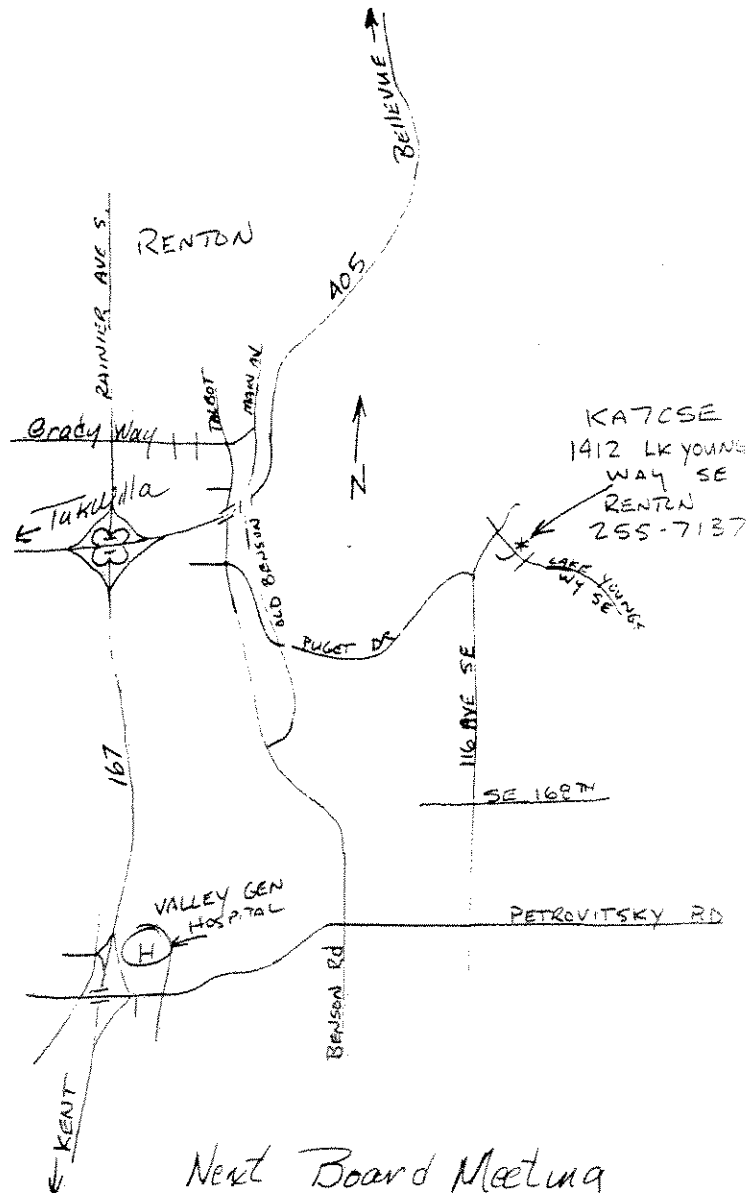 BELLEVUE
RAINIER AVE S.
RENTON
405
TALBOT
MAIN AV
Grady Way
N
KA7CSE
1412 LK YOUNG
WAY SE
RENTON
255-7137
Tukwilla
OLD BENSON
LAKE YOUNGS
WY SE
PUGET DR
116 AVE SE
167
SE 168TH
VALLEY GEN
HOSPITAL
H
PETROVITSKY RD
BENSON Rd
KENT
Next Board Meeting